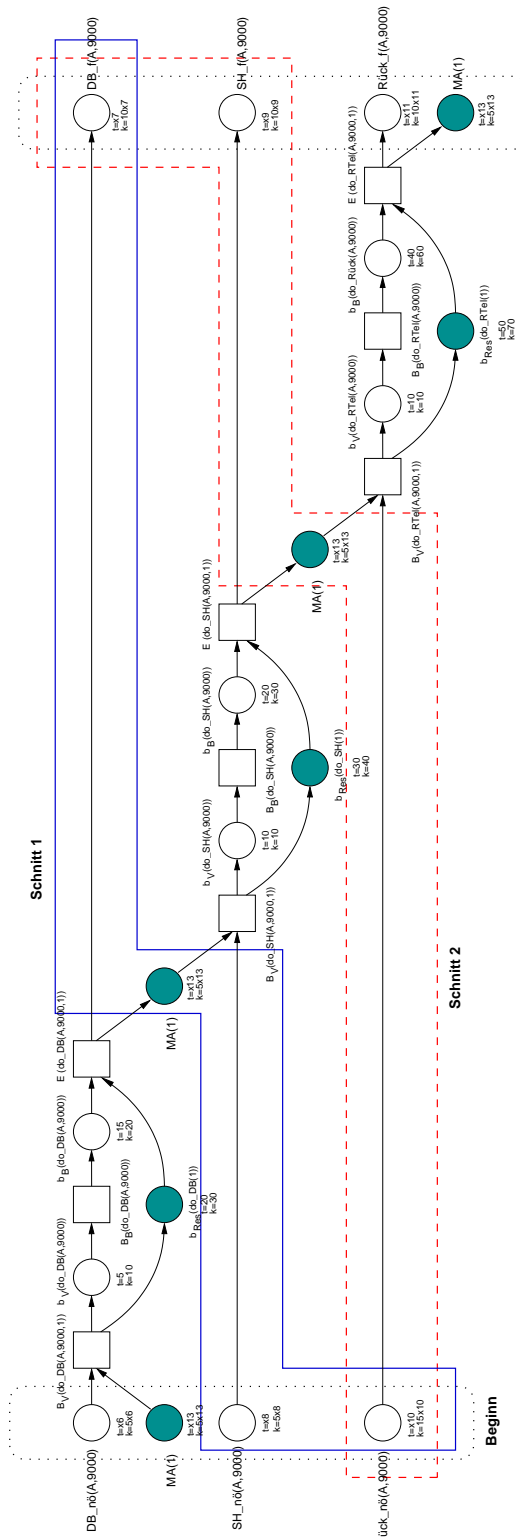 DB_nö(A,9000)
t=x6
k=5x6
MA(1)
t=x13
k=5x13
SH_nö(A,9000)
t=x8
k=5x8
ück_nö(A,9000)
t=x10
k=15x10
Beginn
B_V(do_DB(A,9000,1))
b_V(do_DB(A,9000))
t=5
k=10
B_B(do_DB(A,9000))
b_B(do_DB(A,9000))
t=15
k=20
b_Res(do_DB(1))
t=20
k=30
E (do_DB(A,9000,1))
MA(1)
t=x13
k=5x13
Schnitt 1
B_V(do_SH(A,9000,1))
b_V(do_SH(A,9000))
t=10
k=10
B_B(do_SH(A,9000))
b_B(do_SH(A,9000))
t=20
k=30
b_Res(do_SH(1))
t=30
k=40
E (do_SH(A,9000,1))
MA(1)
t=x13
k=5x13
Schnitt 2
B_V(do_RTel(A,9000,1))
b_V(do_RTel(A,9000))
t=10
k=10
B_B(do_RTel(A,9000))
b_B(do_Rück(A,9000))
t=40
k=60
b_Res(do_RTel(1))
t=50
k=70
E (do_RTel(A,9000,1))
DB_f(A,9000)
t=x7
k=10x7
SH_f(A,9000)
t=x9
k=10x9
Rück_f(A,9000)
t=x11
k=10x11
MA(1)
t=x13
k=5x13